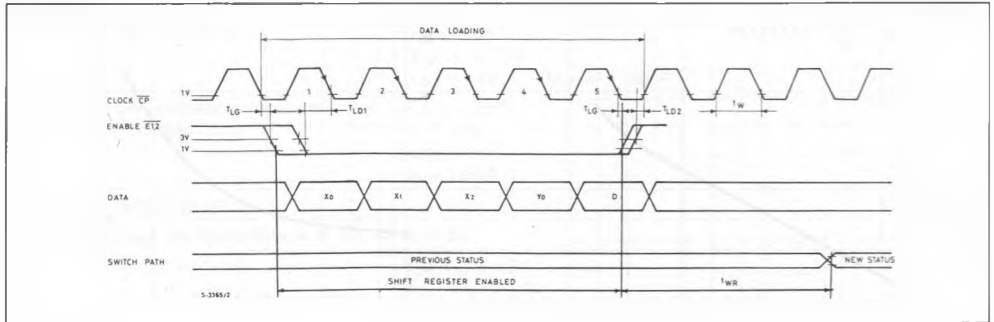 DATA LOADING
1V
1 2 3 4 5
CLOCK CP
TLG TLD1 TLG TLD2 tW
ENABLE E1,2
3V
1V
DATA X0 X1 X2 Y0 D
SWITCH PATH PREVIOUS STATUS NEW STATUS
SHIFT REGISTER ENABLED tWR
S-3365/2